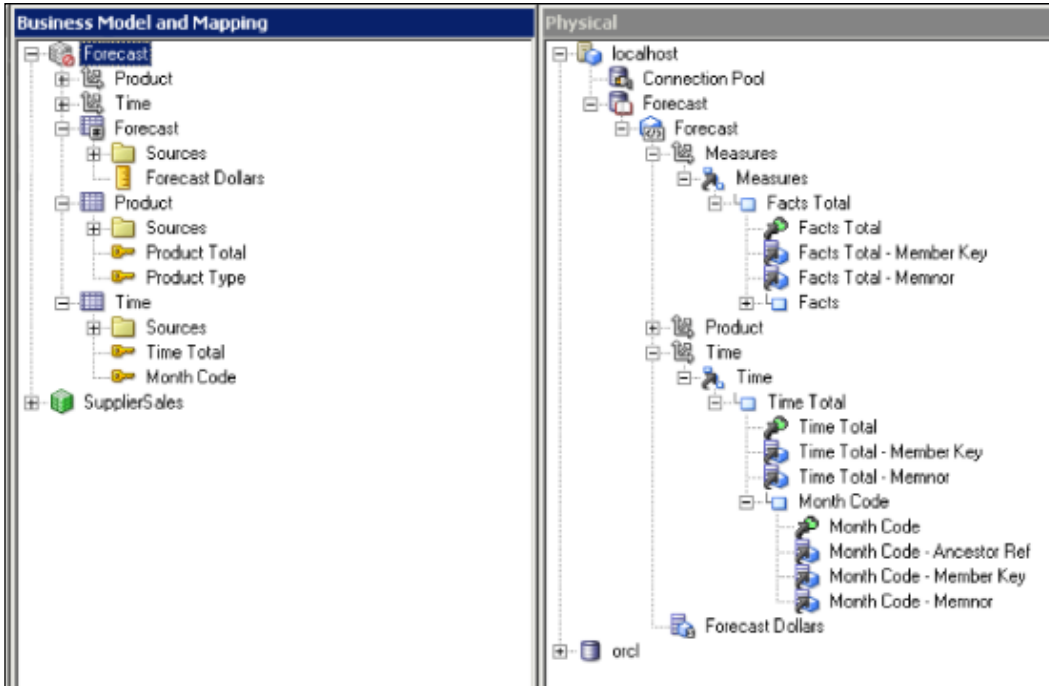 Business Model and Mapping
Forecast
Product
Time
Forecast
Sources
Forecast Dollars
Product
Sources
Product Total
Product Type
Time
Sources
Time Total
Month Code
SupplierSales
Physical
localhost
Connection Pool
Forecast
Forecast
Measures
Measures
Facts Total
Facts Total
Facts Total - Member Key
Facts Total - Memnor
Facts
Product
Time
Time
Time Total
Time Total
Time Total - Member Key
Time Total - Memnor
Month Code
Month Code
Month Code - Ancestor Ref
Month Code - Member Key
Month Code - Memnor
Forecast Dollars
orcl